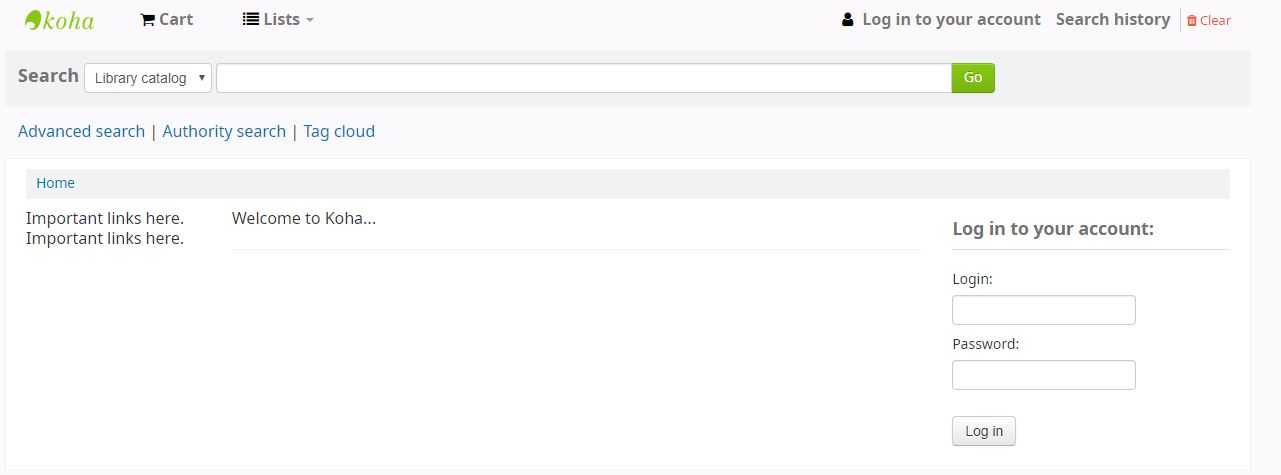 koha Cart Lists Log in to your account Search history Clear
Search Library catalog Go
Advanced search | Authority search | Tag cloud
Home
Important links here.
Important links here.
Welcome to Koha...
Log in to your account:
Login:
Password:
Log in